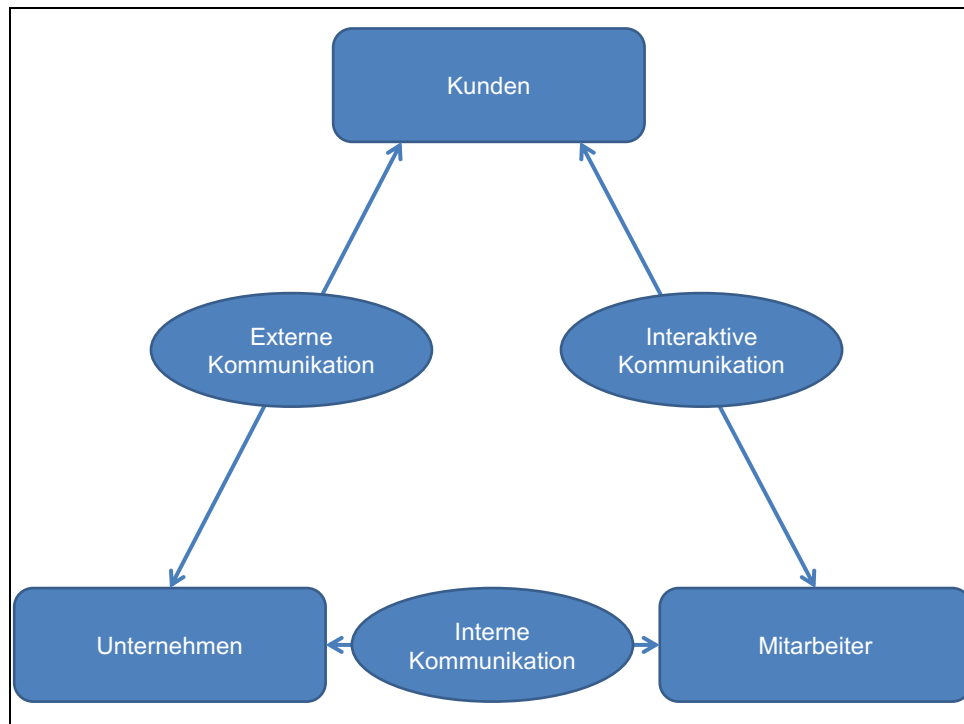 Kunden
Externe
Kommunikation
Interaktive
Kommunikation
Unternehmen
Interne
Kommunikation
Mitarbeiter